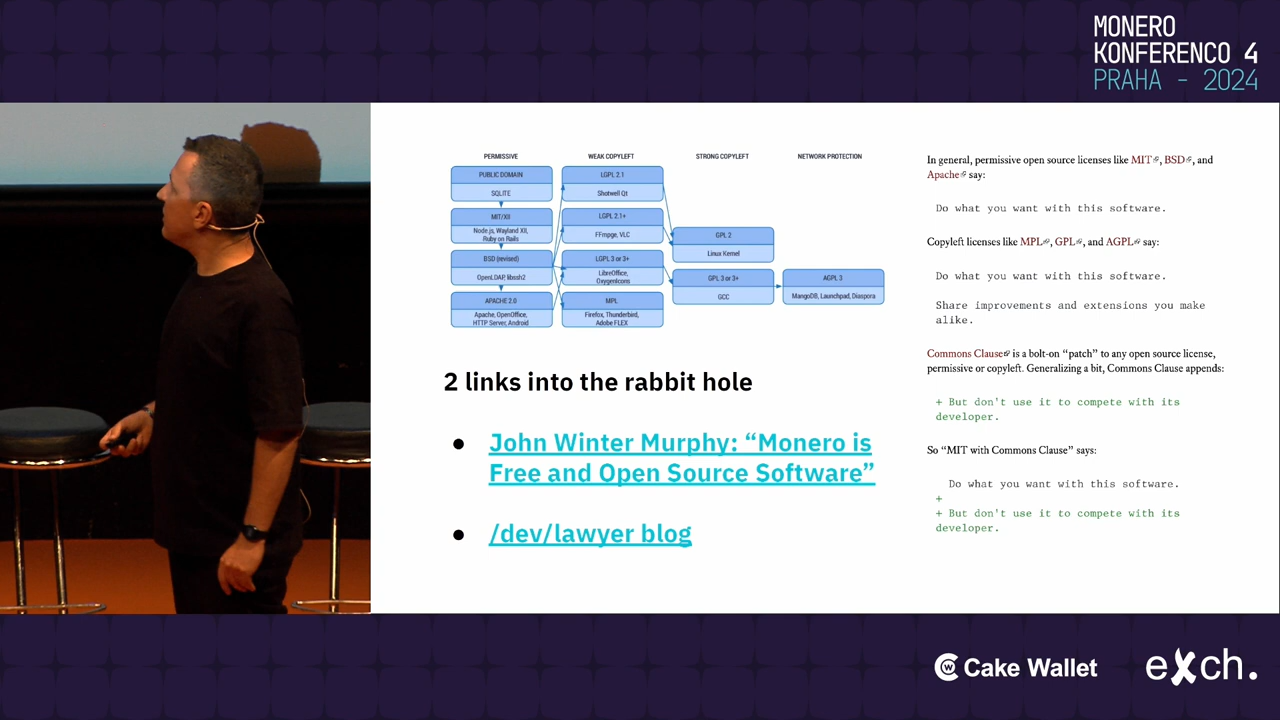 MONERO
KONFERENCO 4
PRAHA - 2024
PERMISSIVE
WEAK COPYLEFT
STRONG COPYLEFT
NETWORK PROTECTION
PUBLIC DOMAIN
SQLITE
MIT/XII
Node.js, Wayland XII,
Ruby on Rails
BSD (revised)
OpenLDAP, libssh2
APACHE 2.0
Apache, OpenOffice,
HTTP Server, Android
LGPL 2.1
Shotwell Qt
LGPL 2.1+
FFmpge, VLC
LGPL 3 or 3+
LibreOffice,
OxygenIcons
MPL
Firefox, Thunderbird,
Adobe FLEX
GPL 2
Linux Kernel
GPL 3 or 3+
GCC
AGPL 3
MangoDB, Launchpad, Diaspora
2 links into the rabbit hole
● John Winter Murphy: “Monero is
Free and Open Source Software”
● /dev/lawyer blog
In general, permissive open source licenses like MIT, BSD, and
Apache say:
Do what you want with this software.
Copyleft licenses like MPL, GPL, and AGPL say:
Do what you want with this software.
Share improvements and extensions you make
alike.
Commons Clause is a bolt-on “patch” to any open source license,
permissive or copyleft. Generalizing a bit, Commons Clause appends:
+ But don't use it to compete with its
developer.
So “MIT with Commons Clause” says:
Do what you want with this software.
+
+ But don't use it to compete with its
developer.
Cake Wallet
exch.